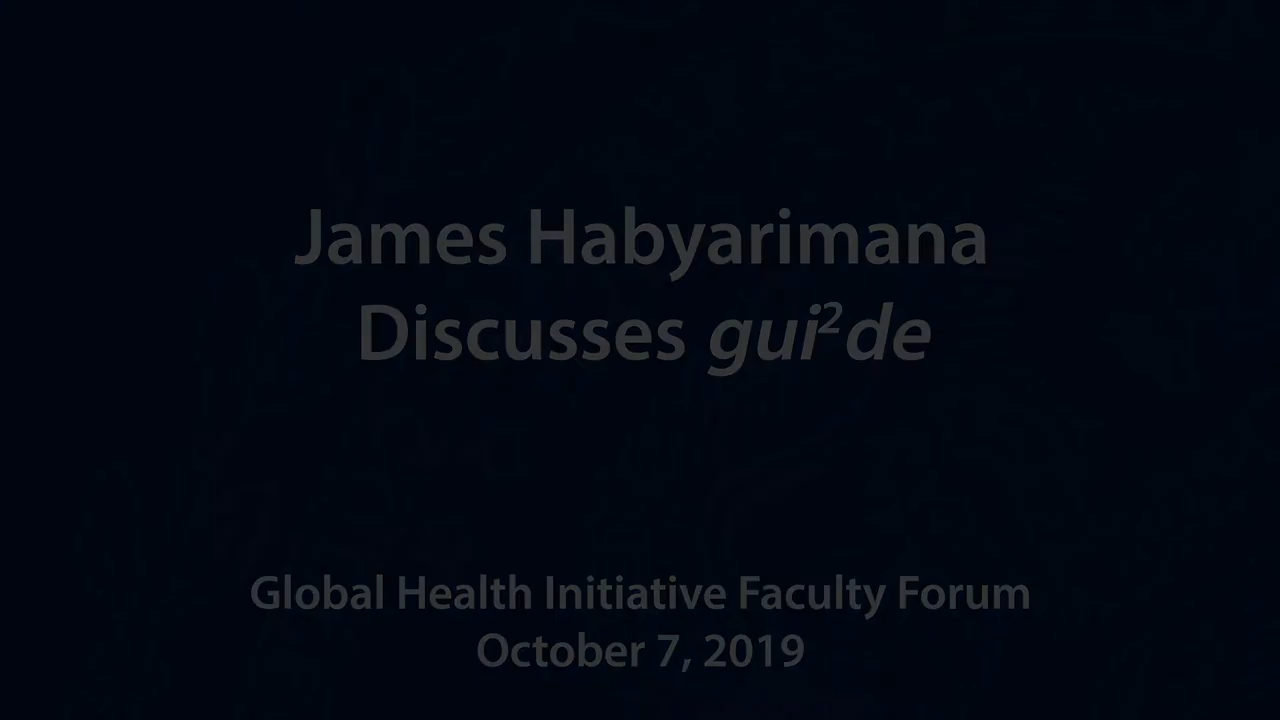 James Habyarimana
Discusses gui²de
Global Health Initiative Faculty Forum
October 7, 2019